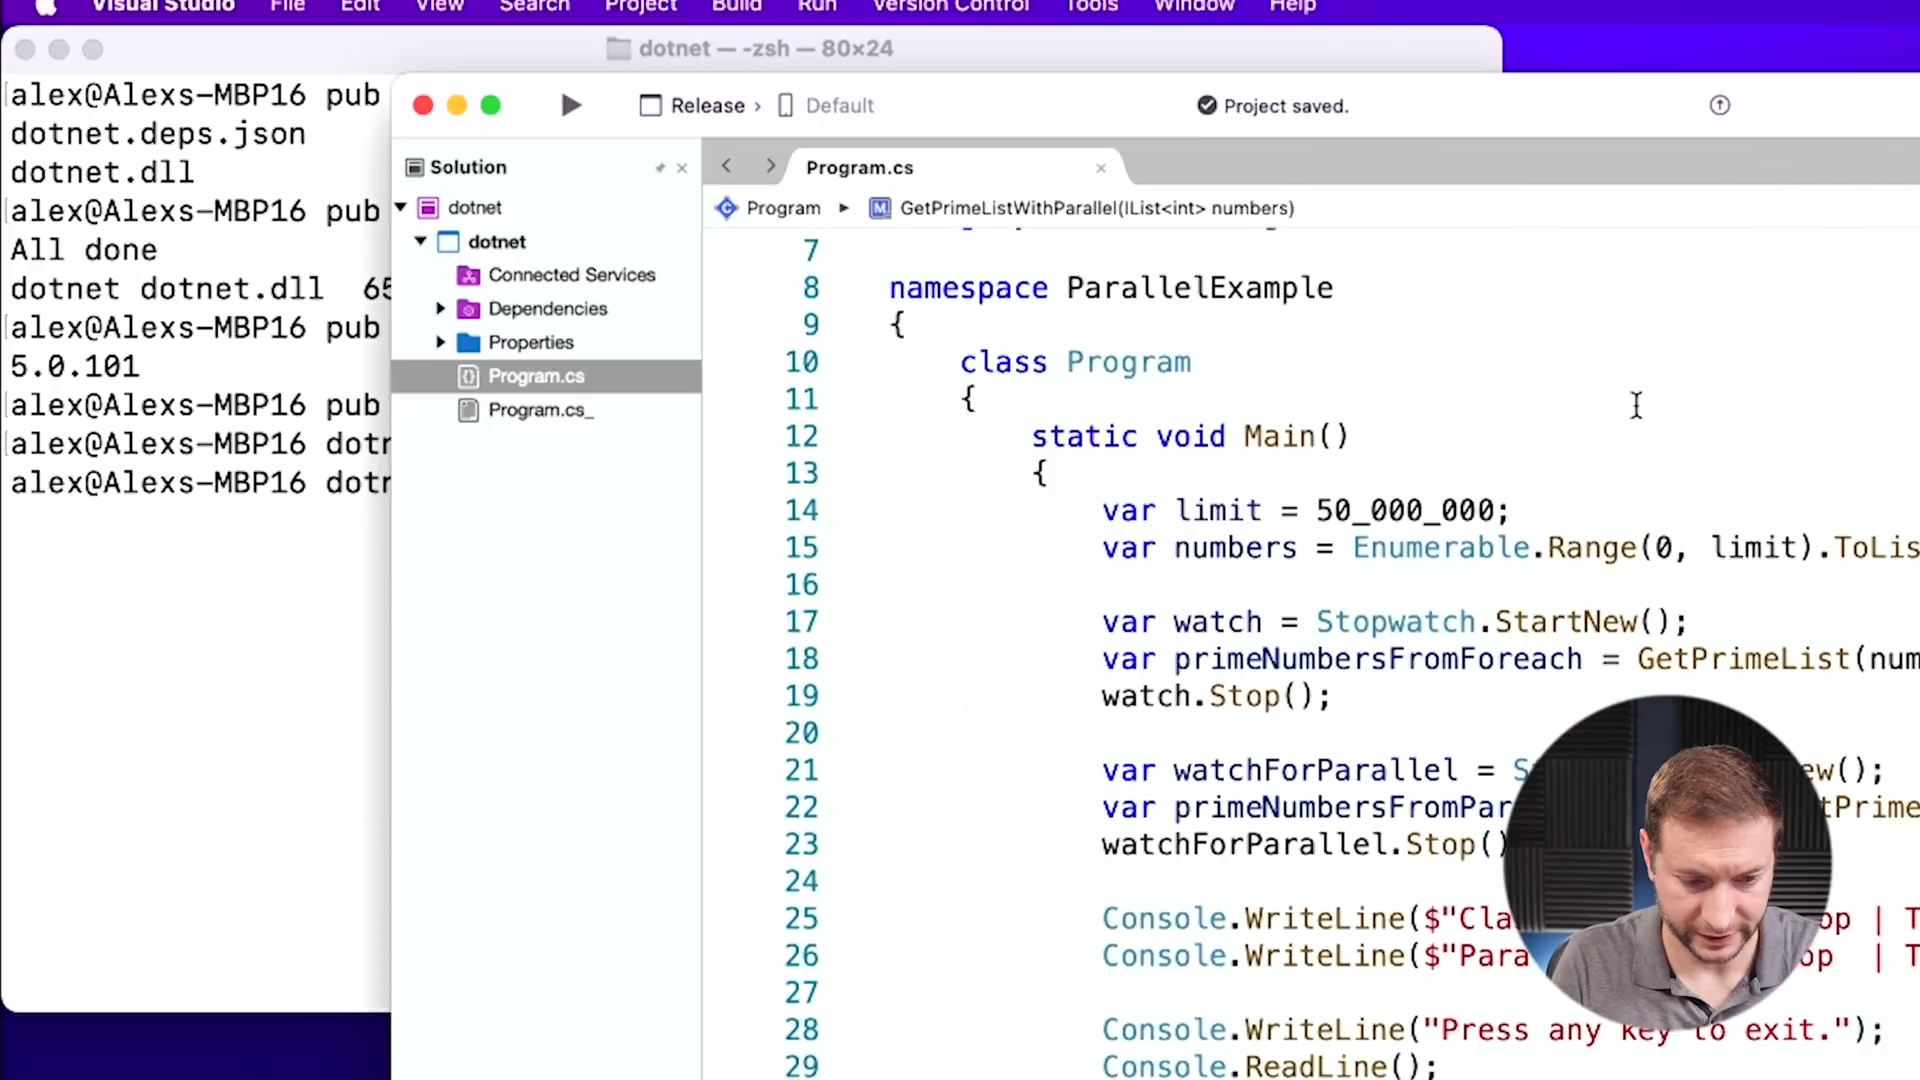 Visual Studio File Edit View Search Project Build Run Version Control Tools Window Help
dotnet — -zsh — 80×24
alex@Alexs-MBP16 pub
dotnet.deps.json
dotnet.dll
alex@Alexs-MBP16 pub
All done
dotnet dotnet.dll 65
alex@Alexs-MBP16 pub
5.0.101
alex@Alexs-MBP16 pub
alex@Alexs-MBP16 dotn
alex@Alexs-MBP16 dotn
Release › Default
Project saved.
Solution
dotnet
dotnet
Connected Services
Dependencies
Properties
Program.cs
Program.cs_
Program.cs
Program ▸ M GetPrimeListWithParallel(IList<int> numbers)
7
8 namespace ParallelExample
9 {
10 class Program
11 {
12 static void Main()
13 {
14 var limit = 50_000_000;
15 var numbers = Enumerable.Range(0, limit).ToLis
16
17 var watch = Stopwatch.StartNew();
18 var primeNumbersFromForeach = GetPrimeList(num
19 watch.Stop();
20
21 var watchForParallel = S ew();
22 var primeNumbersFromPar tPrime
23 watchForParallel.Stop()
24
25 Console.WriteLine($"Cla op | T
26 Console.WriteLine($"Para op | T
27
28 Console.WriteLine("Press any key to exit.");
29 Console.ReadLine();